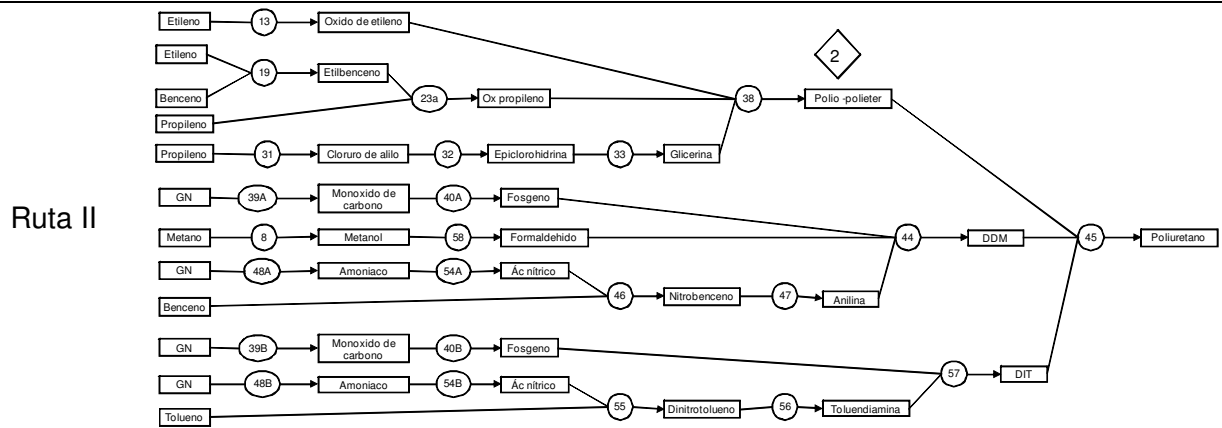 Etileno 13 Oxido de etileno
2
Etileno
19 Etilbenceno
Benceno 23a Ox propileno 38 Polio -polieter
Propileno
Propileno 31 Cloruro de alilo 32 Epiclorohidrina 33 Glicerina
GN 39A Monoxido de carbono 40A Fosgeno
Ruta II
Metano 8 Metanol 58 Formaldehido 44 DDM 45 Poliuretano
GN 48A Amoniaco 54A Ác nítrico
Benceno 46 Nitrobenceno 47 Anilina
GN 39B Monoxido de carbono 40B Fosgeno
57 DIT
GN 48B Amoniaco 54B Ác nítrico
Tolueno 55 Dinitrotolueno 56 Toluendiamina